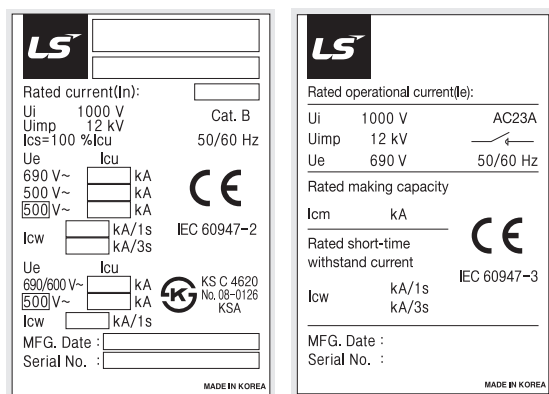 LS
Rated current(In):
Ui 1000 V Cat. B
Uimp 12 kV
Ics=100 %Icu 50/60 Hz
Ue Icu
690 V~ kA
500 V~ kA
500 V~ kA
CE
Icw kA/1s IEC 60947-2
kA/3s
Ue Icu
690/600 V~ kA KS C 4620
500 V~ kA K No. 08-0126
KSA
Icw kA/1s
MFG. Date :
Serial No. :
MADE IN KOREA
LS
Rated operational current(Ie):
Ui 1000 V AC23A
Uimp 12 kV
Ue 690 V 50/60 Hz
Rated making capacity
Icm kA
CE
Rated short-time
withstand current
IEC 60947-3
Icw kA/1s
kA/3s
MFG. Date :
Serial No. :
MADE IN KOREA